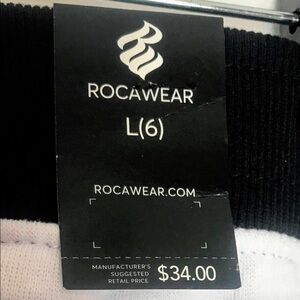 ROCAWEAR
L(6)
ROCAWEAR.COM
MANUFACTURER'S
SUGGESTED
RETAIL PRICE $34.00